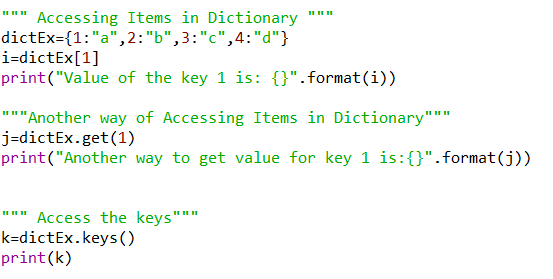 """ Accessing Items in Dictionary """
dictEx={1:"a",2:"b",3:"c",4:"d"}
i=dictEx[1]
print("Value of the key 1 is: {}".format(i))
"""Another way of Accessing Items in Dictionary"""
j=dictEx.get(1)
print("Another way to get value for key 1 is:{}".format(j))
""" Access the keys"""
k=dictEx.keys()
print(k)